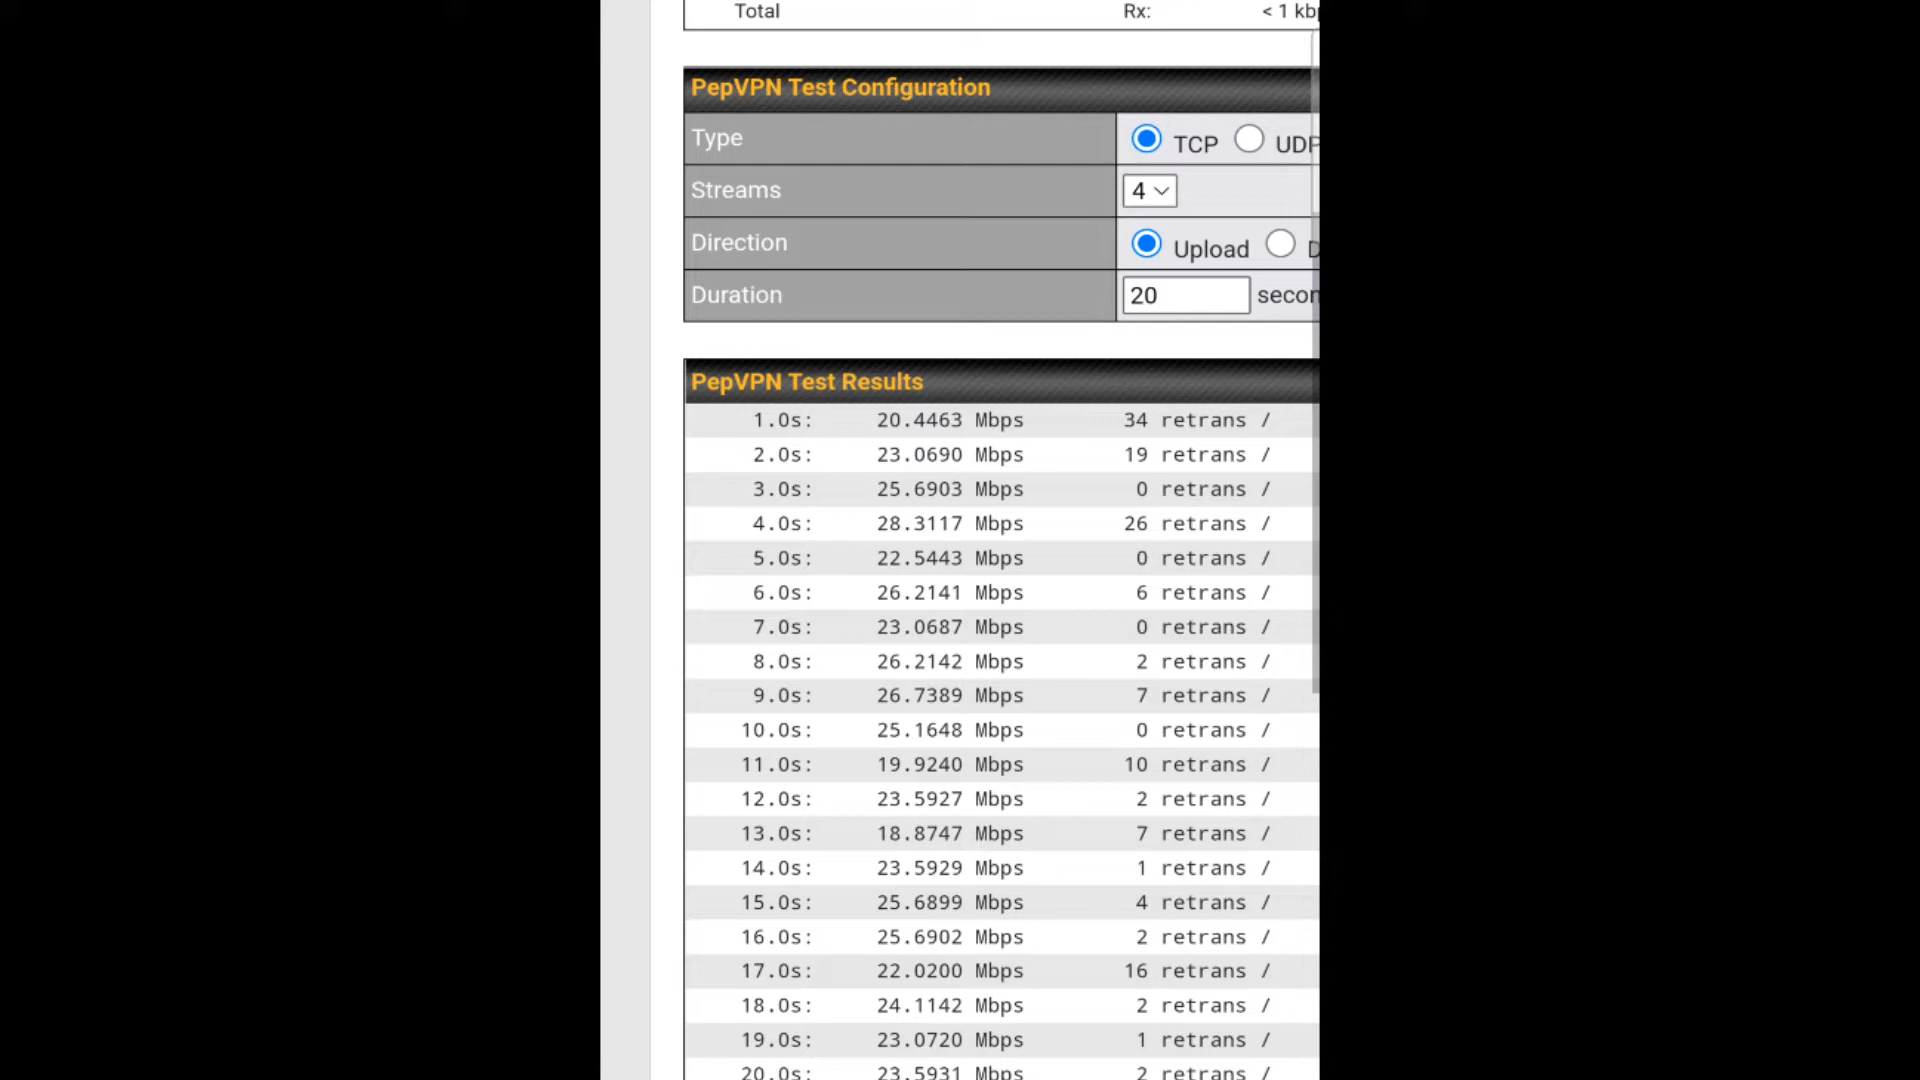 Total Rx: < 1 kbp
PepVPN Test Configuration
Type TCP UDP
Streams 4
Direction Upload D
Duration 20 secon
PepVPN Test Results
1.0s: 20.4463 Mbps 34 retrans /
2.0s: 23.0690 Mbps 19 retrans /
3.0s: 25.6903 Mbps 0 retrans /
4.0s: 28.3117 Mbps 26 retrans /
5.0s: 22.5443 Mbps 0 retrans /
6.0s: 26.2141 Mbps 6 retrans /
7.0s: 23.0687 Mbps 0 retrans /
8.0s: 26.2142 Mbps 2 retrans /
9.0s: 26.7389 Mbps 7 retrans /
10.0s: 25.1648 Mbps 0 retrans /
11.0s: 19.9240 Mbps 10 retrans /
12.0s: 23.5927 Mbps 2 retrans /
13.0s: 18.8747 Mbps 7 retrans /
14.0s: 23.5929 Mbps 1 retrans /
15.0s: 25.6899 Mbps 4 retrans /
16.0s: 25.6902 Mbps 2 retrans /
17.0s: 22.0200 Mbps 16 retrans /
18.0s: 24.1142 Mbps 2 retrans /
19.0s: 23.0720 Mbps 1 retrans /
20.0s: 23.5931 Mbps 2 retrans /